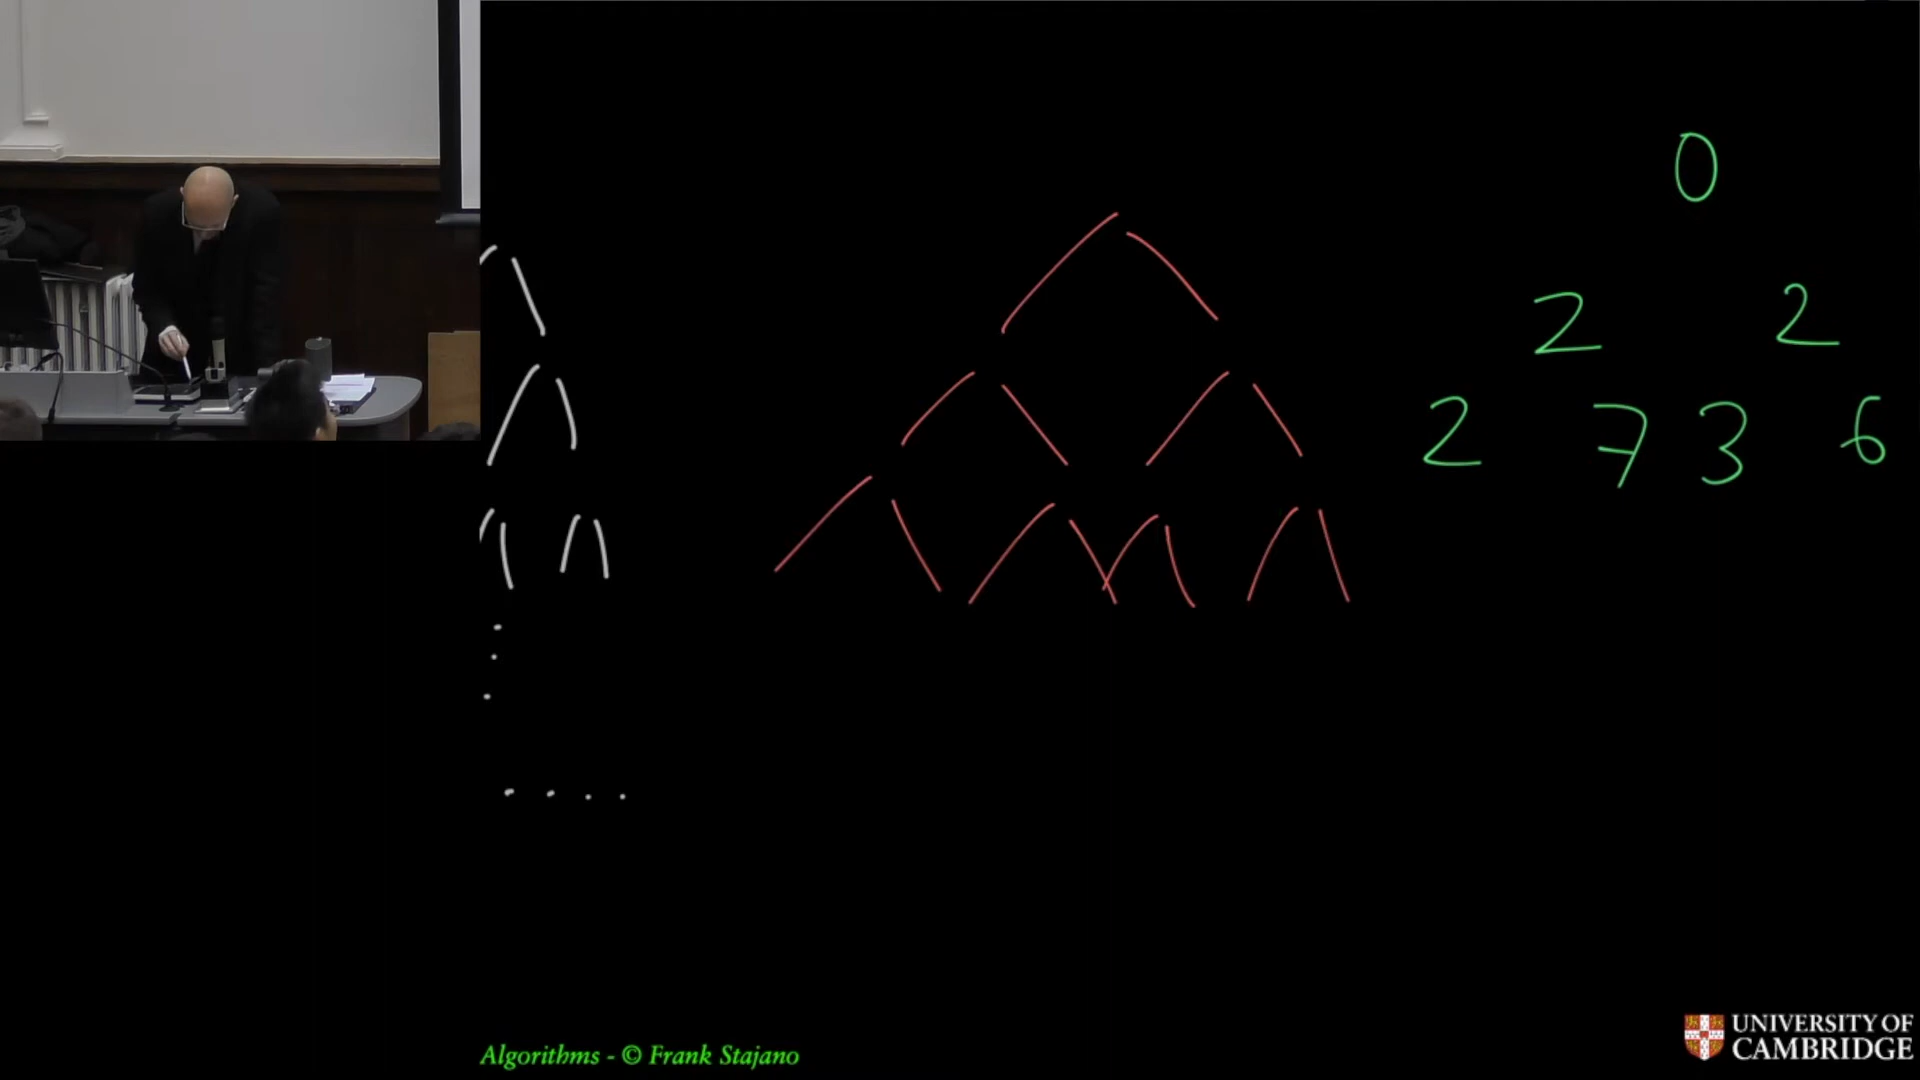 0
2 2
2 7 3 6
Algorithms - © Frank Stajano
UNIVERSITY OF
CAMBRIDGE